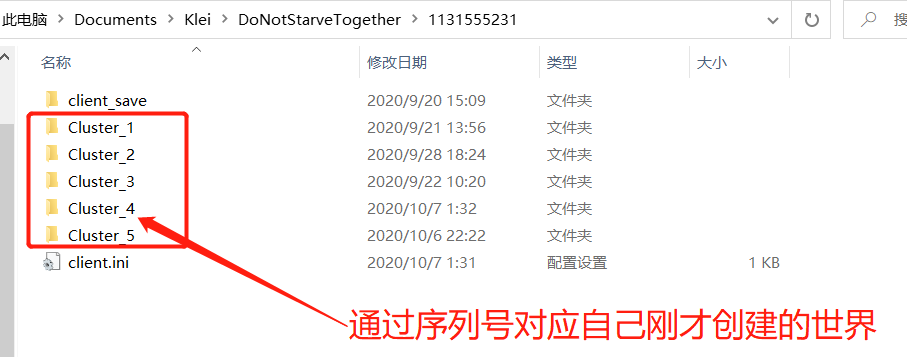 此电脑 > Documents > Klei > DoNotStarveTogether > 1131555231
搜
名称 修改日期 类型 大小
client_save 2020/9/20 15:09 文件夹
Cluster_1 2020/9/21 13:56 文件夹
Cluster_2 2020/9/28 18:24 文件夹
Cluster_3 2020/9/22 10:20 文件夹
Cluster_4 2020/10/7 1:32 文件夹
Cluster_5 2020/10/6 22:22 文件夹
client.ini 2020/10/7 1:31 配置设置 1 KB
通过序列号对应自己刚才创建的世界